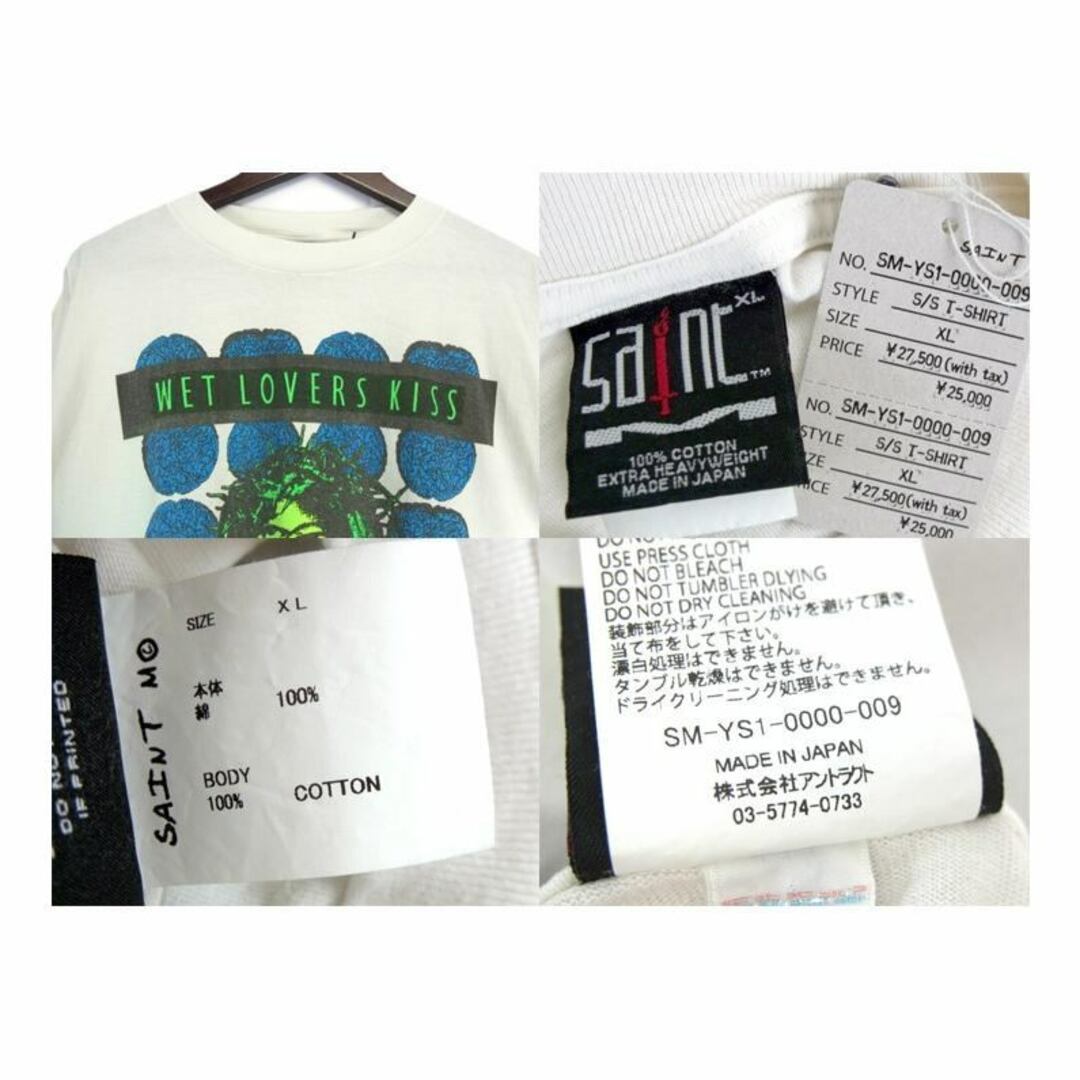 WET LOVERS KISS
saint XL
TM
100% COTTON
EXTRA HEAVYWEIGHT
MADE IN JAPAN
SAINT
NO. SM-YS1-0000-009
STYLE S/S T-SHIRT
SIZE XL
PRICE ¥27,500(with tax)
¥25,000
NO. SM-YS1-0000-009
STYLE S/S T-SHIRT
XL
¥27,500(with tax)
¥25,000
SIZE XL
本体
綿 100%
BODY
100% COTTON
SAINT M©
IF PRINTED
USE PRESS CLOTH
DO NOT BLEACH
DO NOT TUMBLER DLYING
DO NOT DRY CLEANING
装飾部分はアイロンがけを避けて頂き、
当て布をして下さい。
漂白処理はできません。
タンブル乾燥はできません。
ドライクリーニング処理はできません。
SM-YS1-0000-009
MADE IN JAPAN
株式会社アントラクト
03-5774-0733